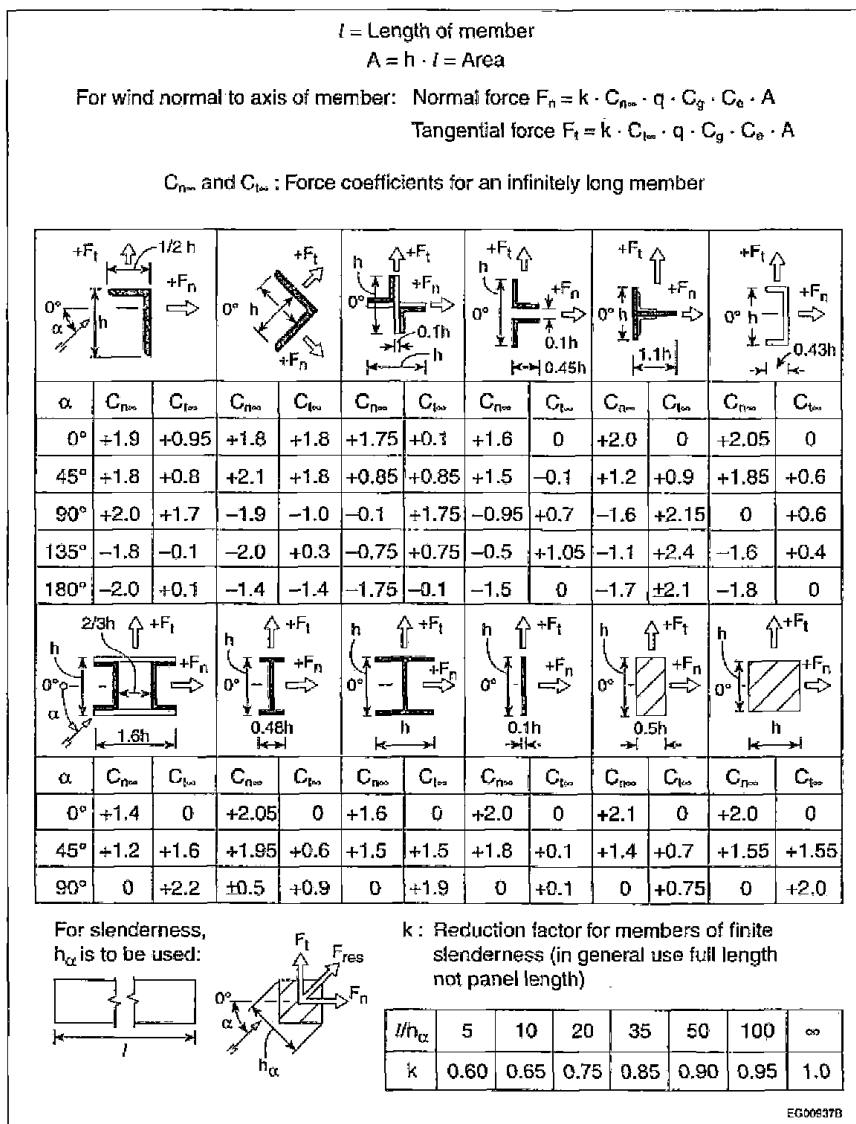 l = Length of member
A = h · l = Area
For wind normal to axis of member: Normal force Fn = k · Cn∞ · q · Cg · Ce · A
Tangential force Ft = k · Ct∞ · q · Cg · Ce · A
Cn∞ and Ct∞ : Force coefficients for an infinitely long member
+Ft 1/2 h +Fn 0° α h
+Ft 0° h +Fn
+Ft h +Fn 0° 0.1h h
+Ft h +Fn 0° 0.1h 0.45h
+Ft +Fn 0° h 1.1h
+Ft +Fn 0° h 0.43h
α Cn∞ Ct∞ Cn∞ Ct∞ Cn∞ Ct∞ Cn∞ Ct∞ Cn∞ Ct∞ Cn∞ Ct∞
0° +1.9 +0.95 +1.8 +1.8 +1.75 +0.1 +1.6 0 +2.0 0 +2.05 0
45° +1.8 +0.8 +2.1 +1.8 +0.85 +0.85 +1.5 −0.1 +1.2 +0.9 +1.85 +0.6
90° +2.0 +1.7 −1.9 −1.0 −0.1 +1.75 −0.95 +0.7 −1.6 +2.15 0 +0.6
135° −1.8 −0.1 −2.0 +0.3 −0.75 +0.75 −0.5 +1.05 −1.1 +2.4 −1.6 +0.4
180° −2.0 +0.1 −1.4 −1.4 −1.75 −0.1 −1.5 0 −1.7 ±2.1 −1.8 0
2/3h +Ft h +Fn 0° α 1.6h
+Ft h +Fn 0° 0.48h
+Ft h +Fn 0° h
+Ft h +Fn 0° 0.1h
+Ft h +Fn 0° 0.5h
+Ft h +Fn 0° h
α Cn∞ Ct∞ Cn∞ Ct∞ Cn∞ Ct∞ Cn∞ Ct∞ Cn∞ Ct∞ Cn∞ Ct∞
0° +1.4 0 +2.05 0 +1.6 0 +2.0 0 +2.1 0 +2.0 0
45° +1.2 +1.6 +1.95 +0.6 +1.5 +1.5 +1.8 +0.1 +1.4 +0.7 +1.55 +1.55
90° 0 +2.2 ±0.5 +0.9 0 +1.9 0 +0.1 0 +0.75 0 +2.0
For slenderness,
hα is to be used:
l
Ft Fres
0° Fn
α
hα
k : Reduction factor for members of finite
slenderness (in general use full length
not panel length)
l/hα 5 10 20 35 50 100 ∞
k 0.60 0.65 0.75 0.85 0.90 0.95 1.0
EG00937B